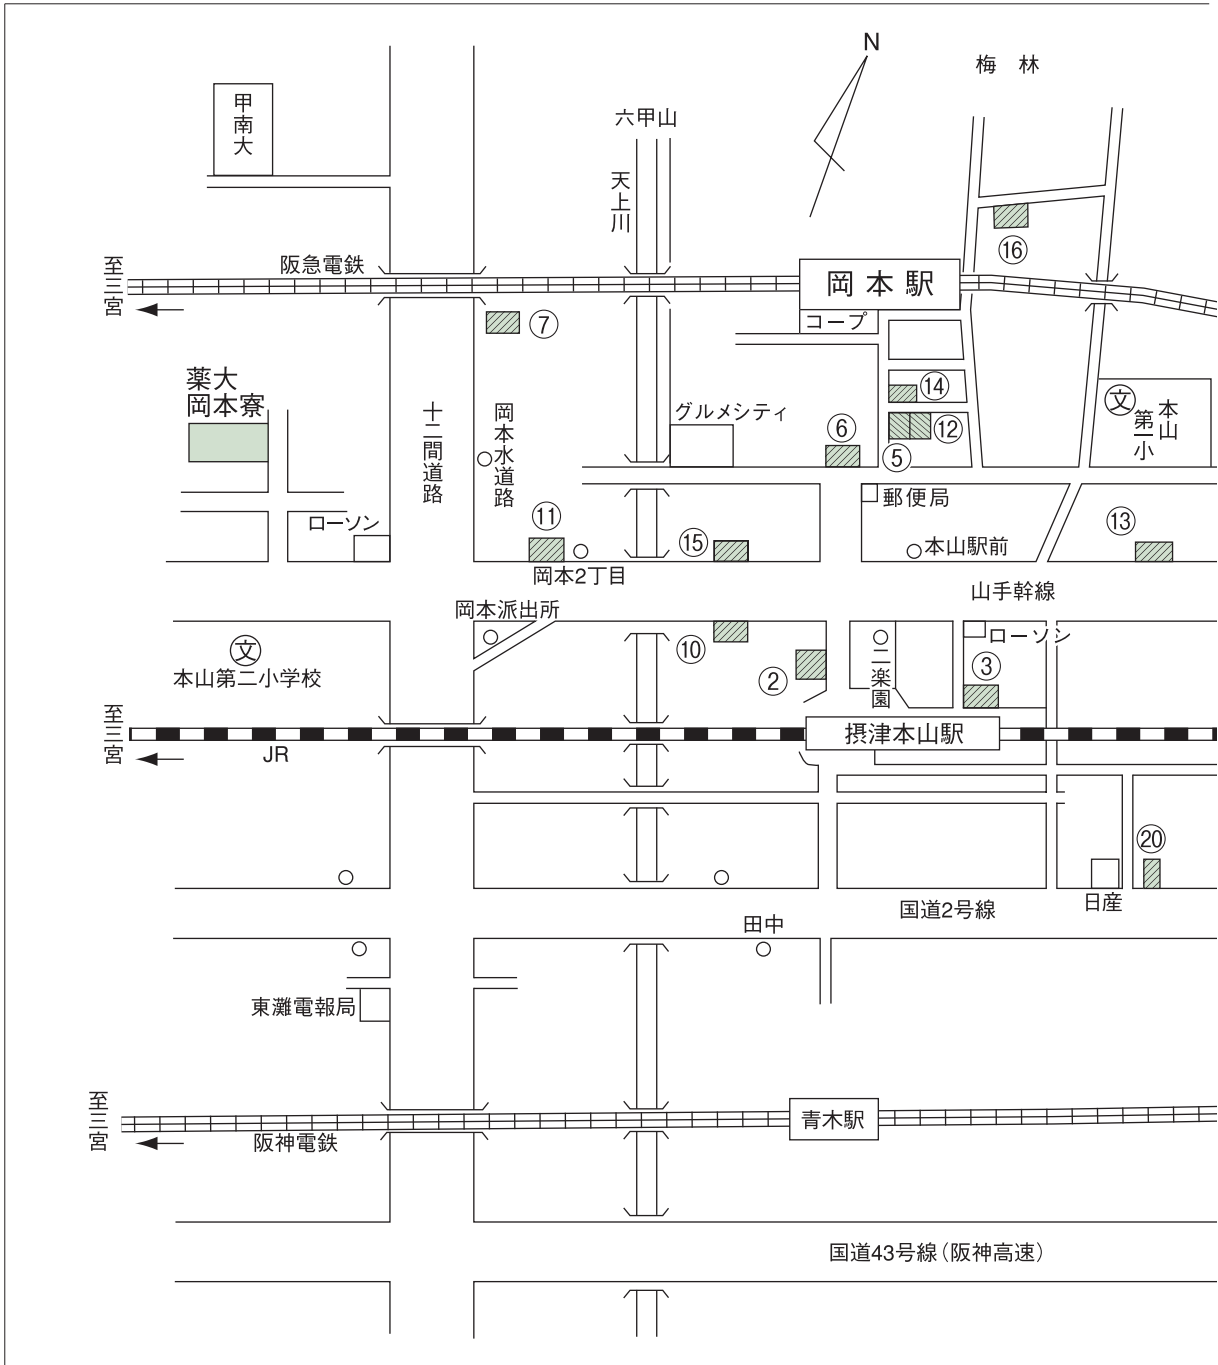 N
梅 林
甲南大
六甲山
天上川
⑯
至三宮
阪急電鉄
岡本駅
コープ
⑦
薬大
岡本寮
十二間道路
岡本水道路
グルメシティ
⑭
⑥
⑫
⑤
文
本山
第一小
郵便局
ローソン
⑪
⑮
⑬
本山駅前
岡本2丁目
山手幹線
岡本派出所
文
本山第二小学校
⑩
②
二楽園
ローソン
③
至三宮
JR
摂津本山駅
⑳
日産
国道2号線
田中
東灘電報局
至三宮
阪神電鉄
青木駅
国道43号線(阪神高速)